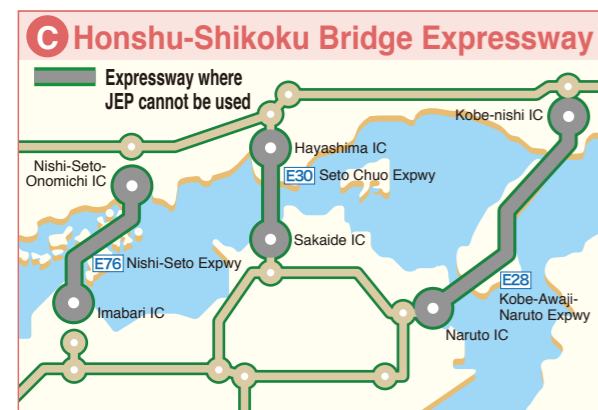 C Honshu-Shikoku Bridge Expressway
Expressway where
JEP cannot be used
Kobe-nishi IC
Hayashima IC
Nishi-Seto-
Onomichi IC
E30 Seto Chuo Expwy
Sakaide IC
E76 Nishi-Seto Expwy
E28
Kobe-Awaji-
Naruto Expwy
Imabari IC
Naruto IC